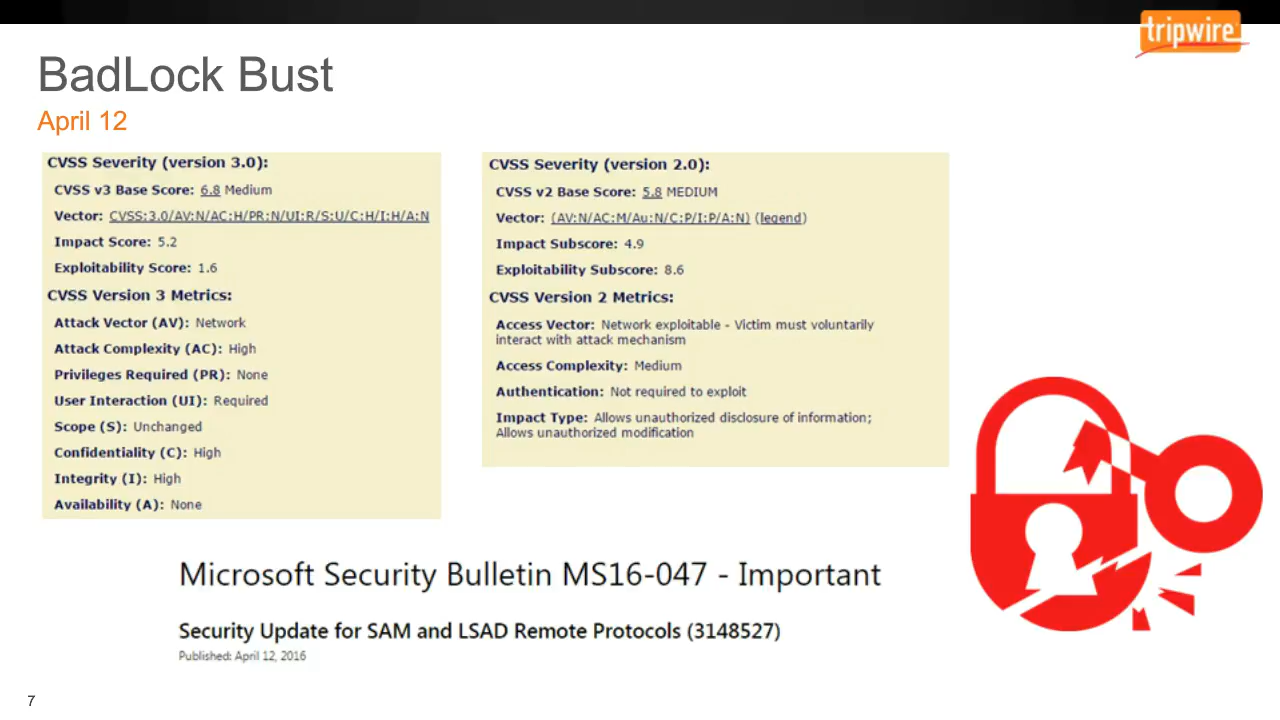 tripwire
BadLock Bust
April 12
CVSS Severity (version 3.0):
CVSS v3 Base Score: 6.8 Medium
Vector: CVSS:3.0/AV:N/AC:H/PR:N/UI:R/S:U/C:H/I:H/A:N
Impact Score: 5.2
Exploitability Score: 1.6
CVSS Version 3 Metrics:
Attack Vector (AV): Network
Attack Complexity (AC): High
Privileges Required (PR): None
User Interaction (UI): Required
Scope (S): Unchanged
Confidentiality (C): High
Integrity (I): High
Availability (A): None
CVSS Severity (version 2.0):
CVSS v2 Base Score: 5.8 MEDIUM
Vector: (AV:N/AC:M/Au:N/C:P/I:P/A:N) (legend)
Impact Subscore: 4.9
Exploitability Subscore: 8.6
CVSS Version 2 Metrics:
Access Vector: Network exploitable - Victim must voluntarily
interact with attack mechanism
Access Complexity: Medium
Authentication: Not required to exploit
Impact Type: Allows unauthorized disclosure of information;
Allows unauthorized modification
Microsoft Security Bulletin MS16-047 - Important
Security Update for SAM and LSAD Remote Protocols (3148527)
Published: April 12, 2016
7